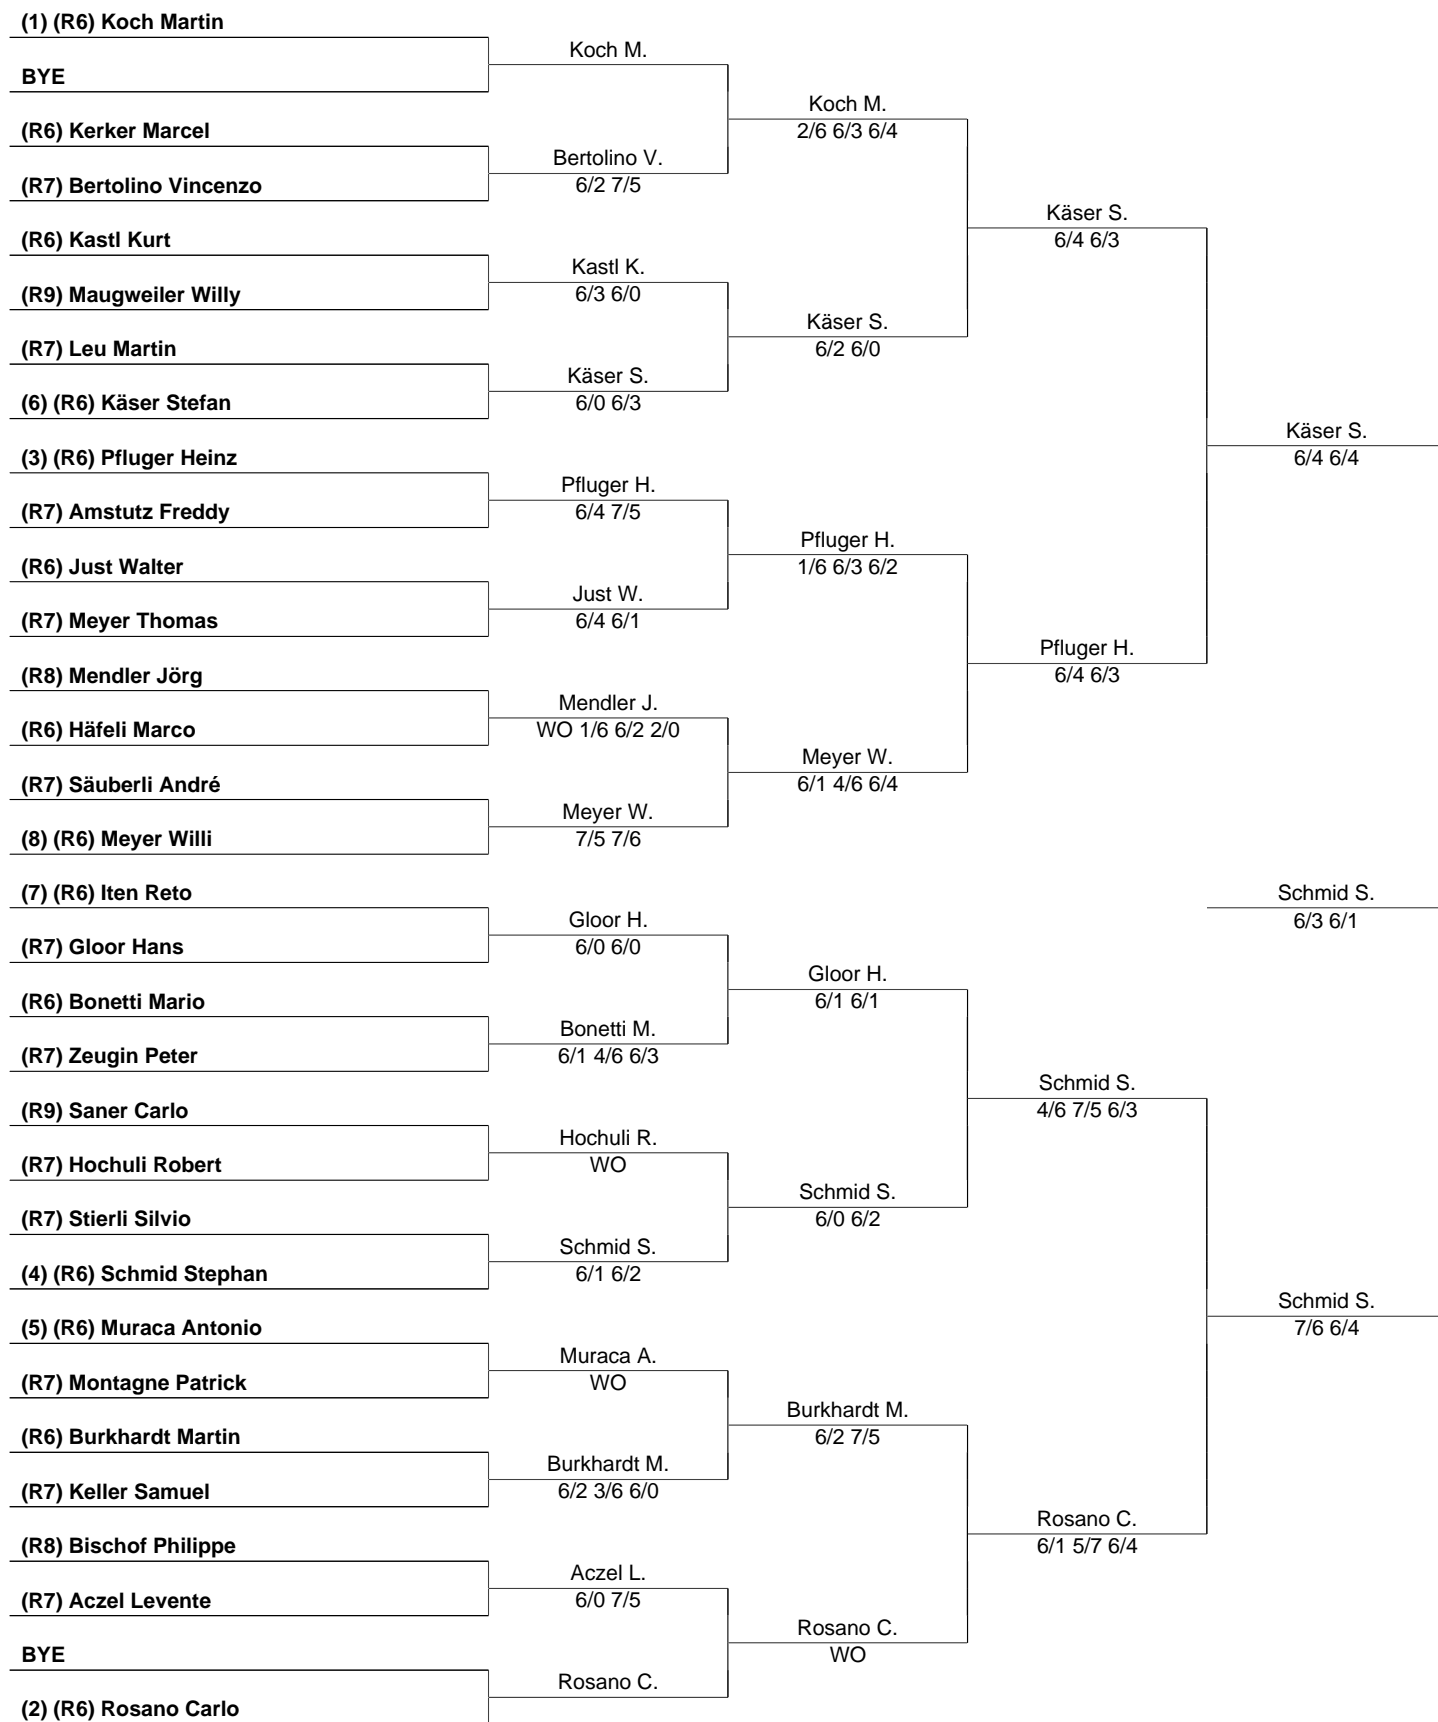 (1) (R6) Koch Martin
BYE
(R6) Kerker Marcel
(R7) Bertolino Vincenzo
(R6) Kastl Kurt
(R9) Maugweiler Willy
(R7) Leu Martin
(6) (R6) Käser Stefan
(3) (R6) Pfluger Heinz
(R7) Amstutz Freddy
(R6) Just Walter
(R7) Meyer Thomas
(R8) Mendler Jörg
(R6) Häfeli Marco
(R7) Säuberli André
(8) (R6) Meyer Willi
(7) (R6) Iten Reto
(R7) Gloor Hans
(R6) Bonetti Mario
(R7) Zeugin Peter
(R9) Saner Carlo
(R7) Hochuli Robert
(R7) Stierli Silvio
(4) (R6) Schmid Stephan
(5) (R6) Muraca Antonio
(R7) Montagne Patrick
(R6) Burkhardt Martin
(R7) Keller Samuel
(R8) Bischof Philippe
(R7) Aczel Levente
BYE
(2) (R6) Rosano Carlo
Koch M.
Bertolino V.
6/2 7/5
Kastl K.
6/3 6/0
Käser S.
6/0 6/3
Pfluger H.
6/4 7/5
Just W.
6/4 6/1
Mendler J.
WO 1/6 6/2 2/0
Meyer W.
7/5 7/6
Gloor H.
6/0 6/0
Bonetti M.
6/1 4/6 6/3
Hochuli R.
WO
Schmid S.
6/1 6/2
Muraca A.
WO
Burkhardt M.
6/2 3/6 6/0
Aczel L.
6/0 7/5
Rosano C.
Koch M.
2/6 6/3 6/4
Käser S.
6/2 6/0
Pfluger H.
1/6 6/3 6/2
Meyer W.
6/1 4/6 6/4
Gloor H.
6/1 6/1
Schmid S.
6/0 6/2
Burkhardt M.
6/2 7/5
Rosano C.
WO
Käser S.
6/4 6/3
Pfluger H.
6/4 6/3
Schmid S.
4/6 7/5 6/3
Rosano C.
6/1 5/7 6/4
Käser S.
6/4 6/4
Schmid S.
6/3 6/1
Schmid S.
7/6 6/4